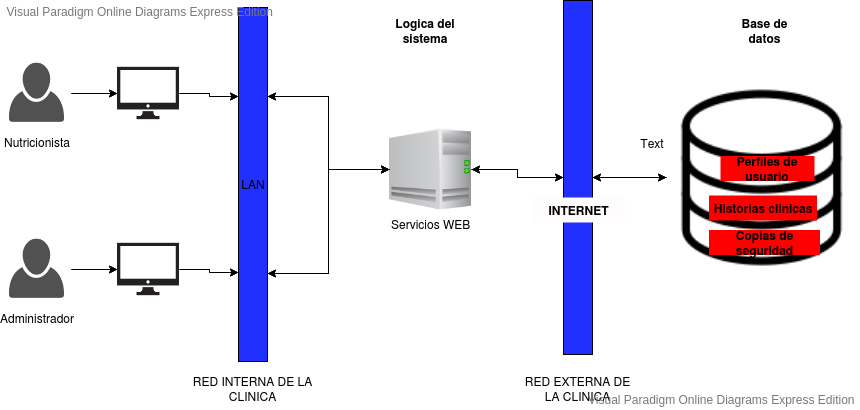 Visual Paradigm Online Diagrams Express Edition
Logica del
sistema
Base de
datos
Nutricionista
Text
Perfiles de
usuario
LAN
Historias clinicas
INTERNET
Servicios WEB
Copias de
seguridad
Administrador
RED INTERNA DE LA
CLINICA
RED EXTERNA DE
LA CLINICA
Visual Paradigm Online Diagrams Express Edition